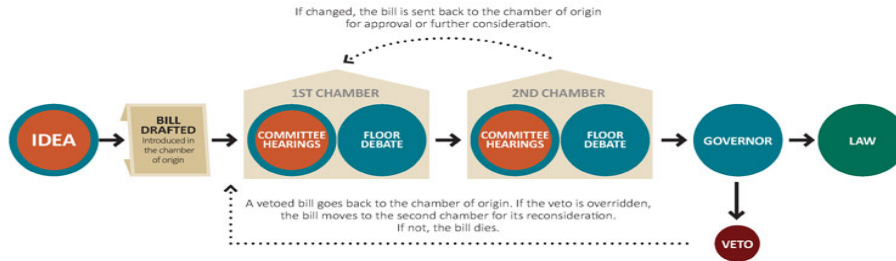 If changed, the bill is sent back to the chamber of origin
for approval or further consideration.
1ST CHAMBER
2ND CHAMBER
IDEA
BILL
DRAFTED
Introduced in
the chamber
of origin
COMMITTEE
HEARINGS
FLOOR
DEBATE
COMMITTEE
HEARINGS
FLOOR
DEBATE
GOVERNOR
LAW
A vetoed bill goes back to the chamber of origin. If the veto is overridden,
the bill moves to the second chamber for its reconsideration.
If not, the bill dies.
VETO